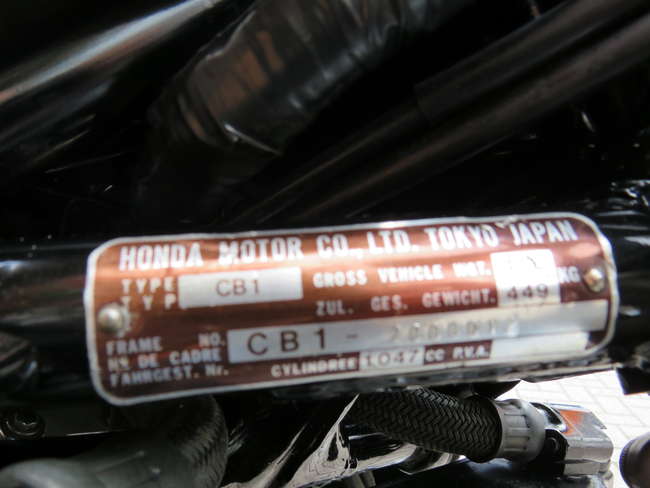 HONDA MOTOR CO., LTD. TOKYO JAPAN
TYPE CB1 GROSS VEHICLE WGT. KG
TYP ZUL. GES. GEWICHT. 449
FRAME NO. CB1-
Nº DE CADRE
FAHRGEST. Nr. CYLINDREE 1047 CC P.V.A.